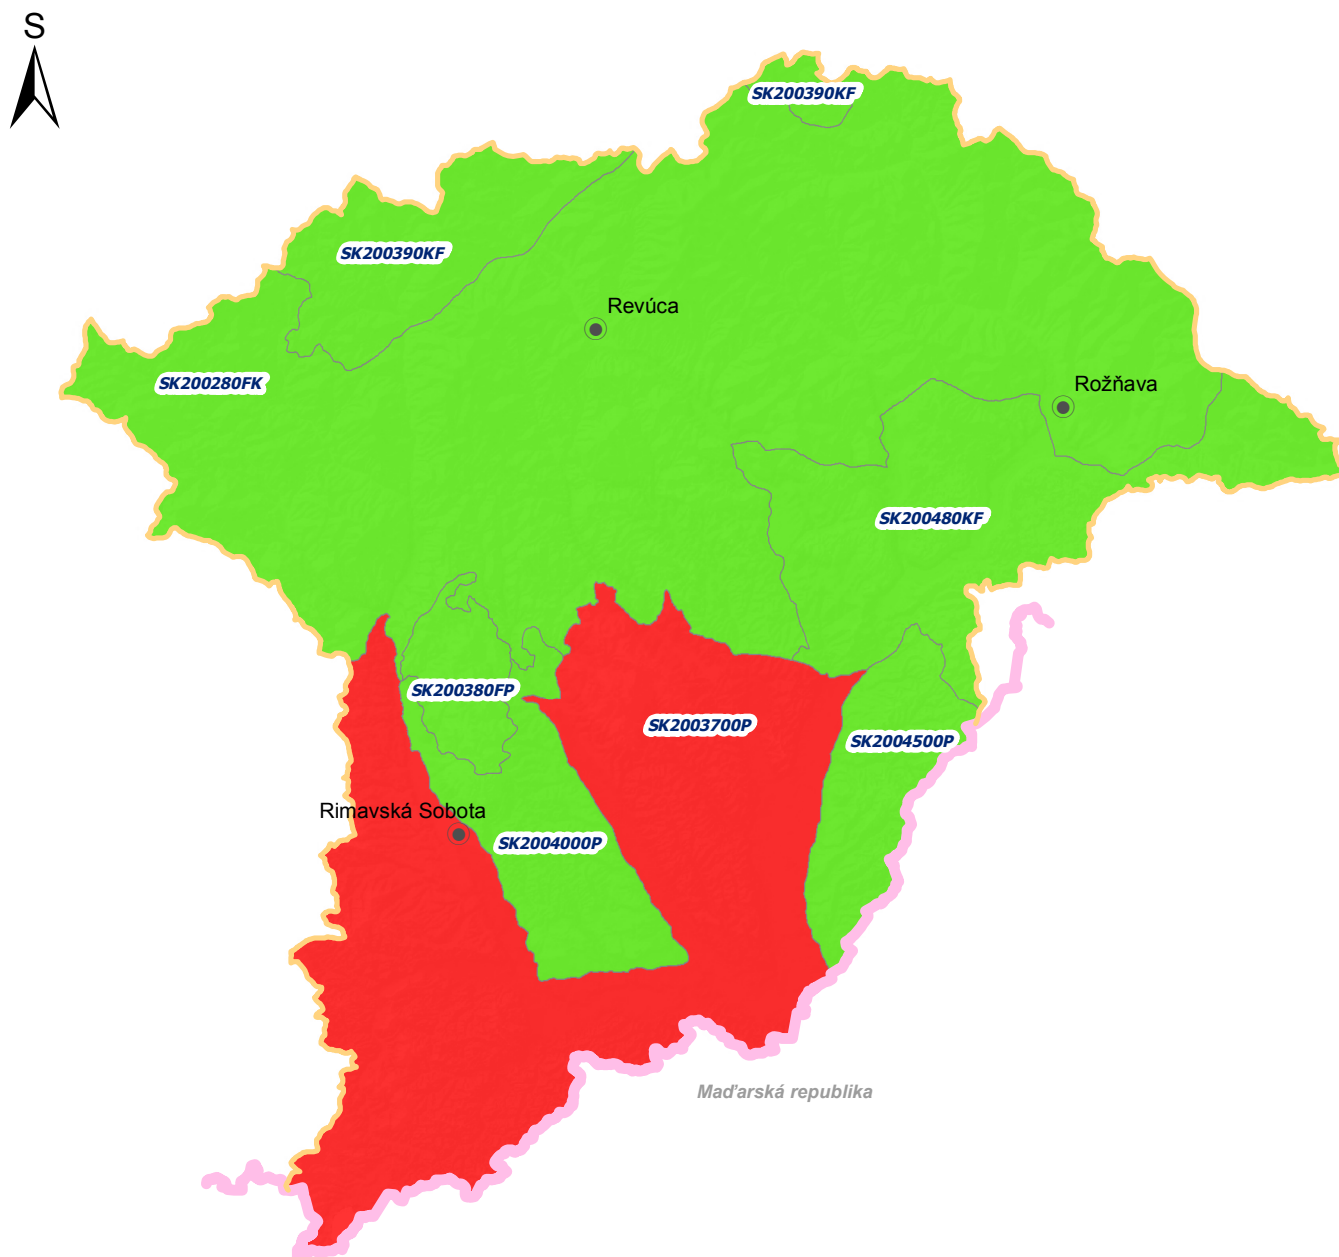 S
SK200390KF
SK200390KF
Revúca
SK200280FK
Rožňava
SK200480KF
SK200380FP
SK2003700P
SK2004500P
Rimavská Sobota
SK2004000P
Maďarská republika